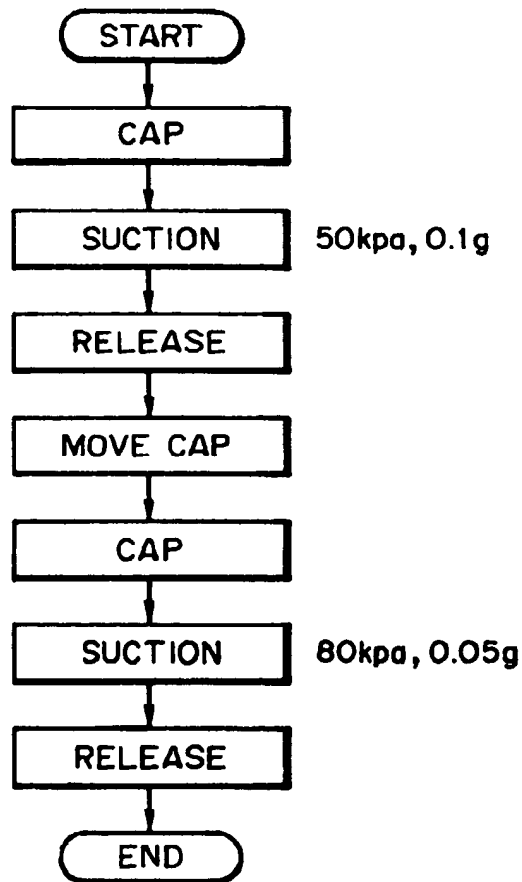 START
CAP
SUCTION 50kpa, 0.1g
RELEASE
MOVE CAP
CAP
SUCTION 80kpa, 0.05g
RELEASE
END